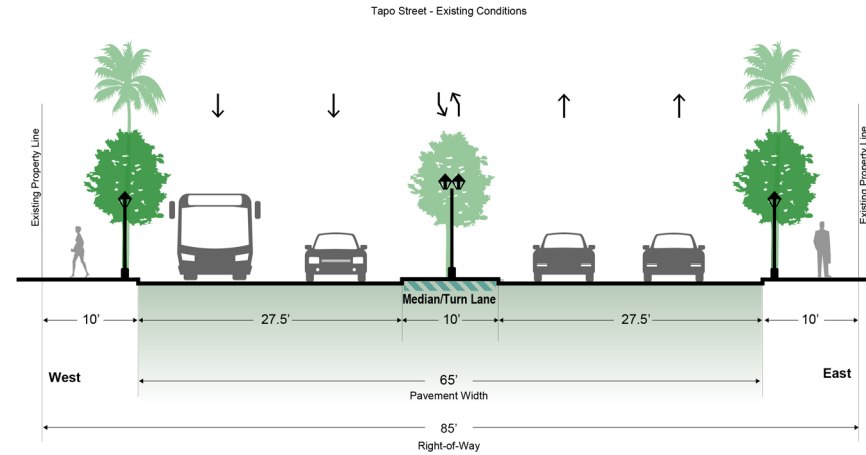 Tapo Street - Existing Conditions
Existing Property Line
Existing Property Line
Median/Turn Lane
10’
27.5'
10’
27.5'
10’
West
East
65’
Pavement Width
85’
Right-of-Way